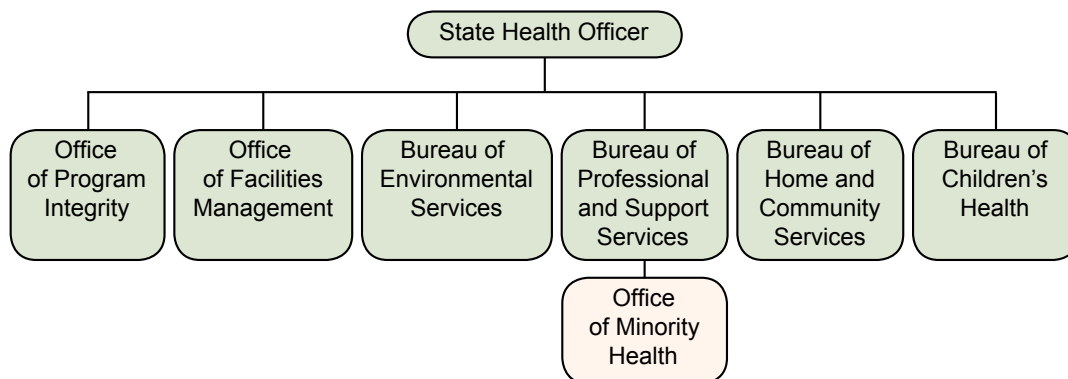 State Health Officer
Office
of Program
Integrity
Office
of Facilities
Management
Bureau of
Environmental
Services
Bureau of
Professional
and Support
Services
Bureau of
Home and
Community
Services
Bureau of
Children’s
Health
Office
of Minority
Health